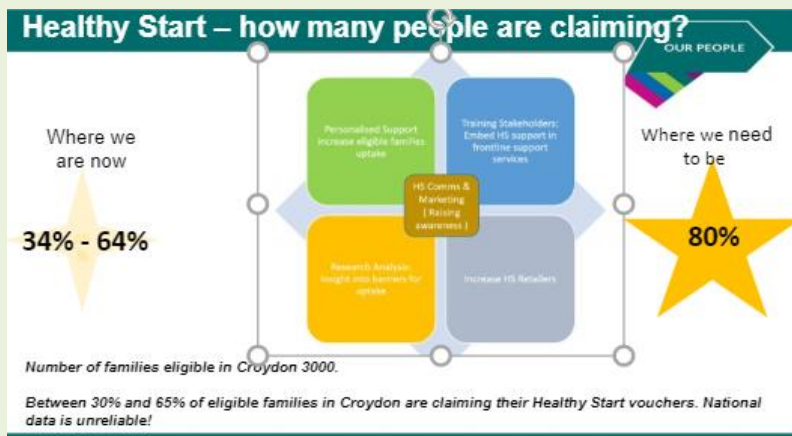 Healthy Start – how many people are claiming?
OUR PEOPLE
Where we
are now
34% - 64%
Personalised Support
increase eligible families
uptake
Training Stakeholders:
Embed HS support in
frontline support
services
HS Comms &
Marketing
( Raising
awareness )
Research Analysis:
Insight into barriers for
uptake
Increase HS Retailers
Where we need
to be
80%
Number of families eligible in Croydon 3000.
Between 30% and 65% of eligible families in Croydon are claiming their Healthy Start vouchers. National
data is unreliable!